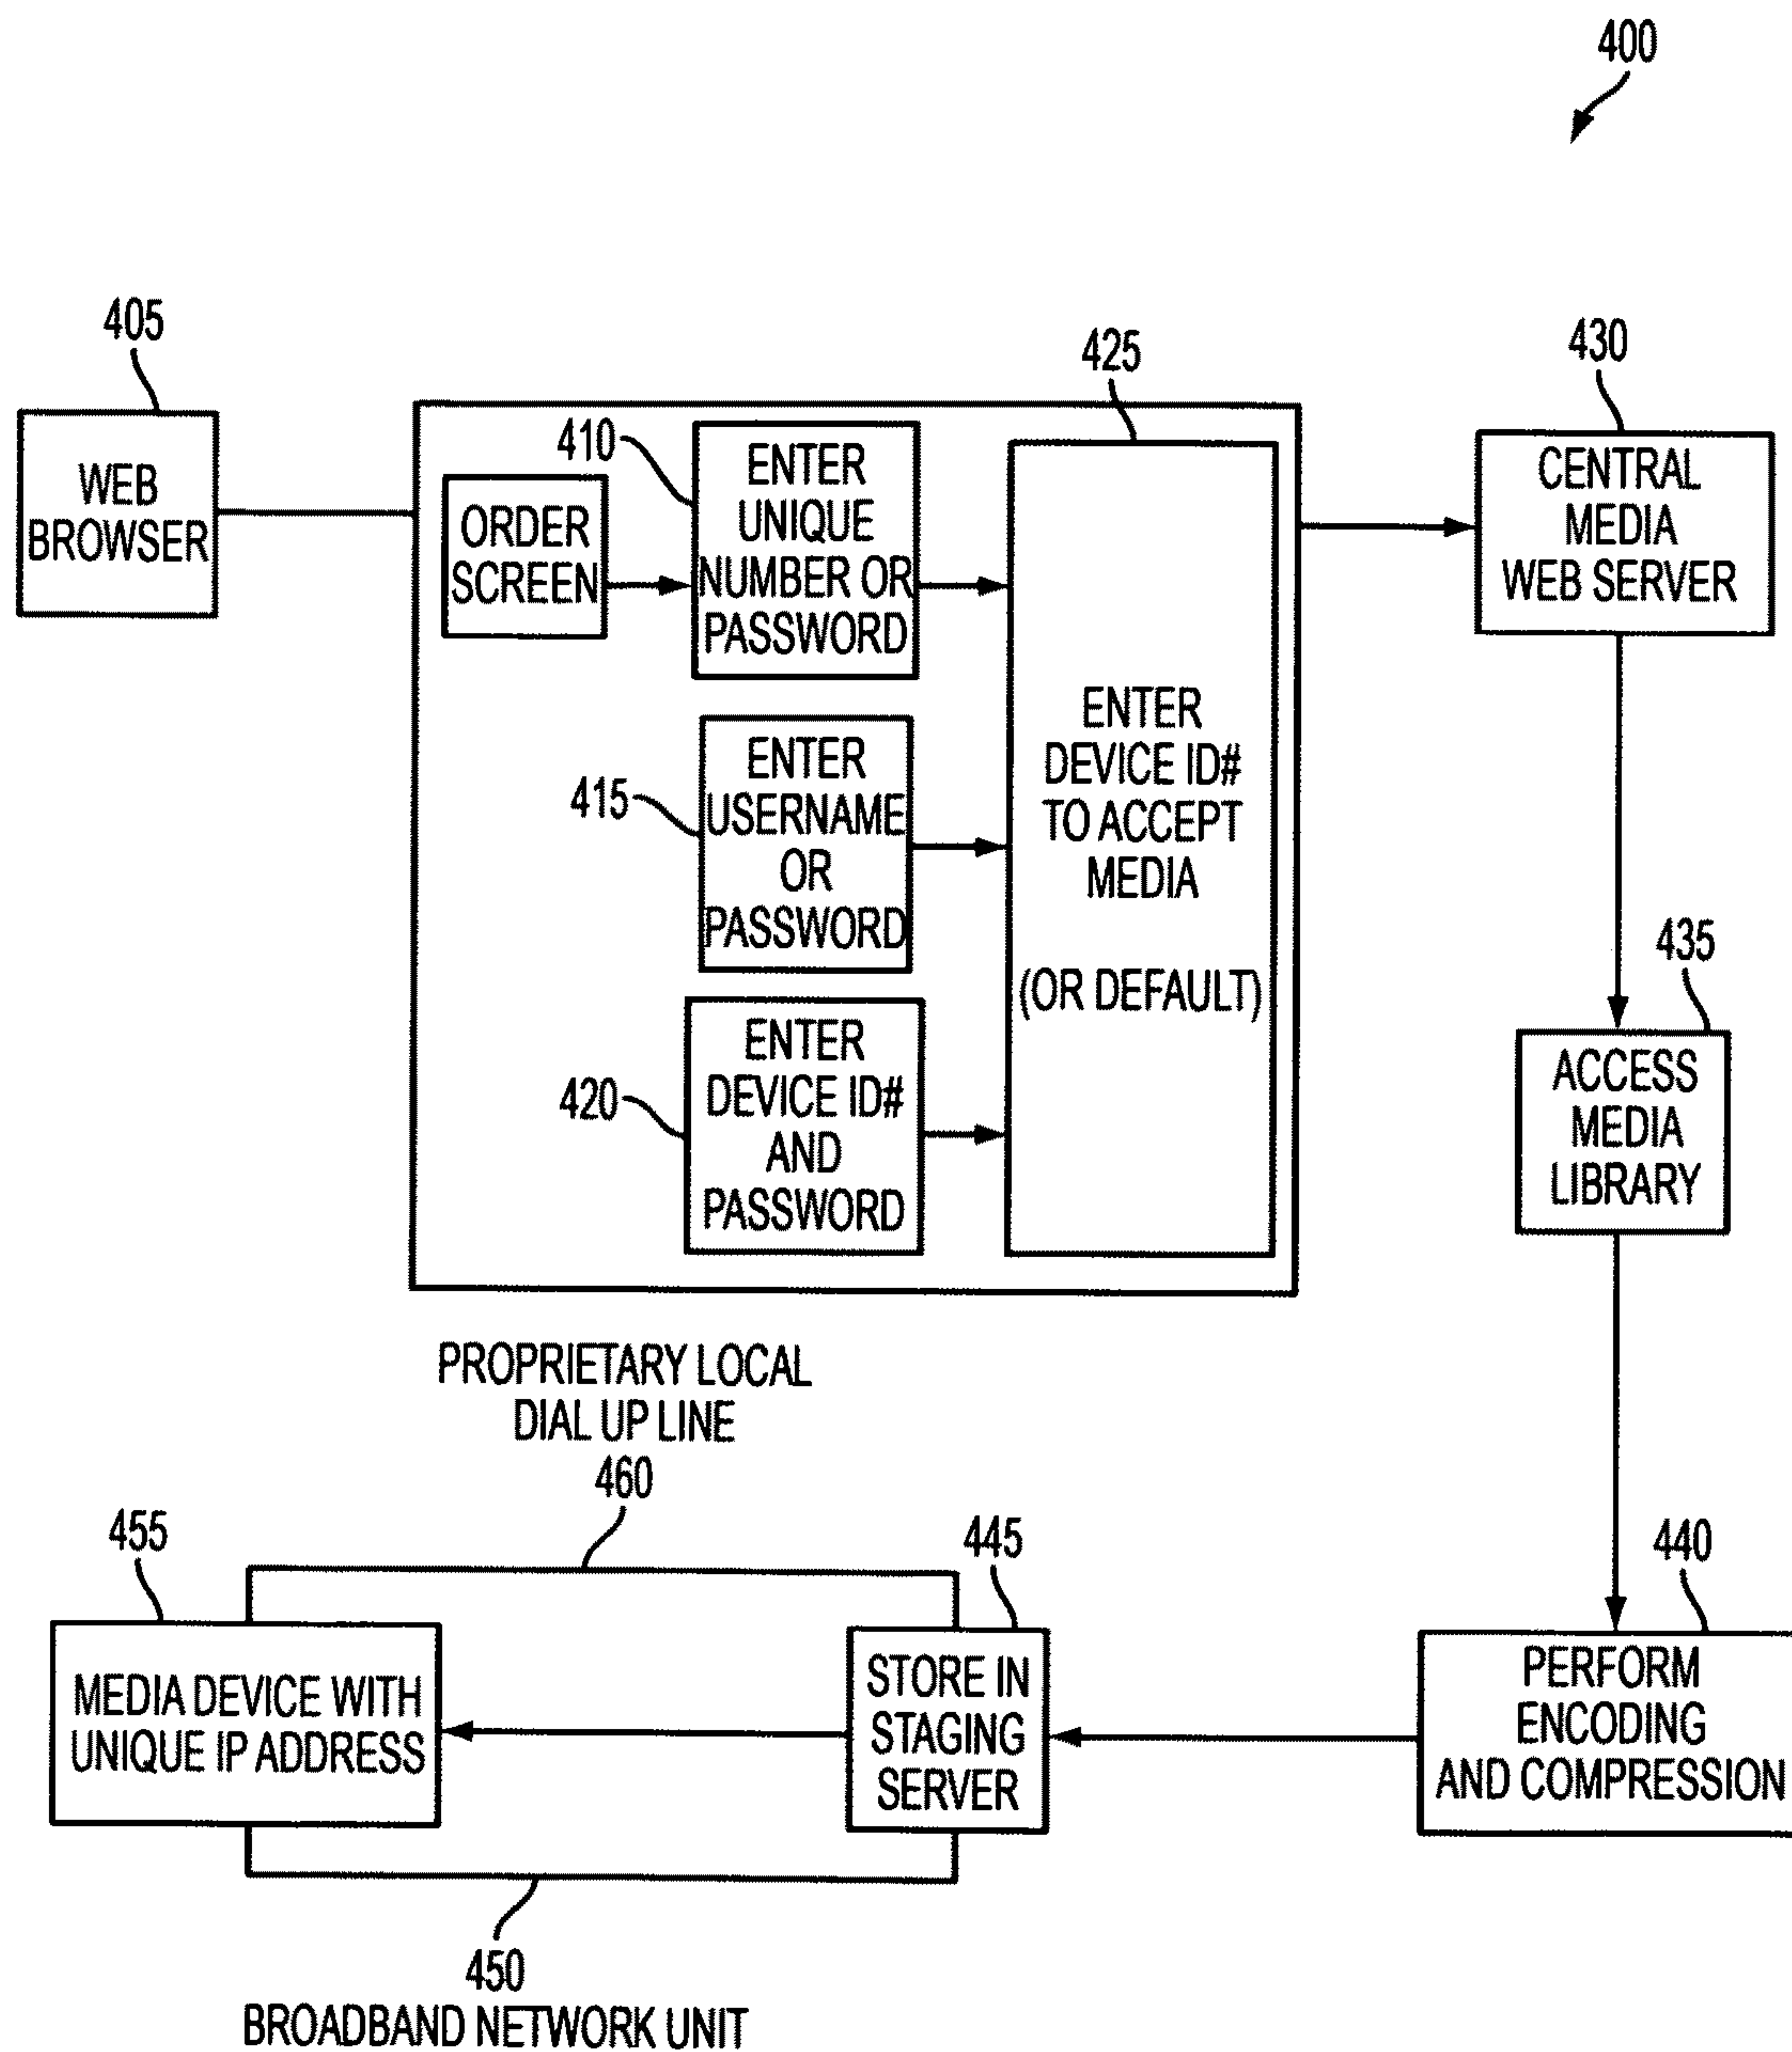 400
405
WEB
BROWSER
ORDER
SCREEN
410
ENTER
UNIQUE
NUMBER OR
PASSWORD
415
ENTER
USERNAME
OR
PASSWORD
420
ENTER
DEVICE ID#
AND
PASSWORD
425
ENTER
DEVICE ID#
TO ACCEPT
MEDIA
(OR DEFAULT)
430
CENTRAL
MEDIA
WEB SERVER
435
ACCESS
MEDIA
LIBRARY
440
PERFORM
ENCODING
AND COMPRESSION
445
STORE IN
STAGING
SERVER
PROPRIETARY LOCAL
DIAL UP LINE
460
455
MEDIA DEVICE WITH
UNIQUE IP ADDRESS
450
BROADBAND NETWORK UNIT